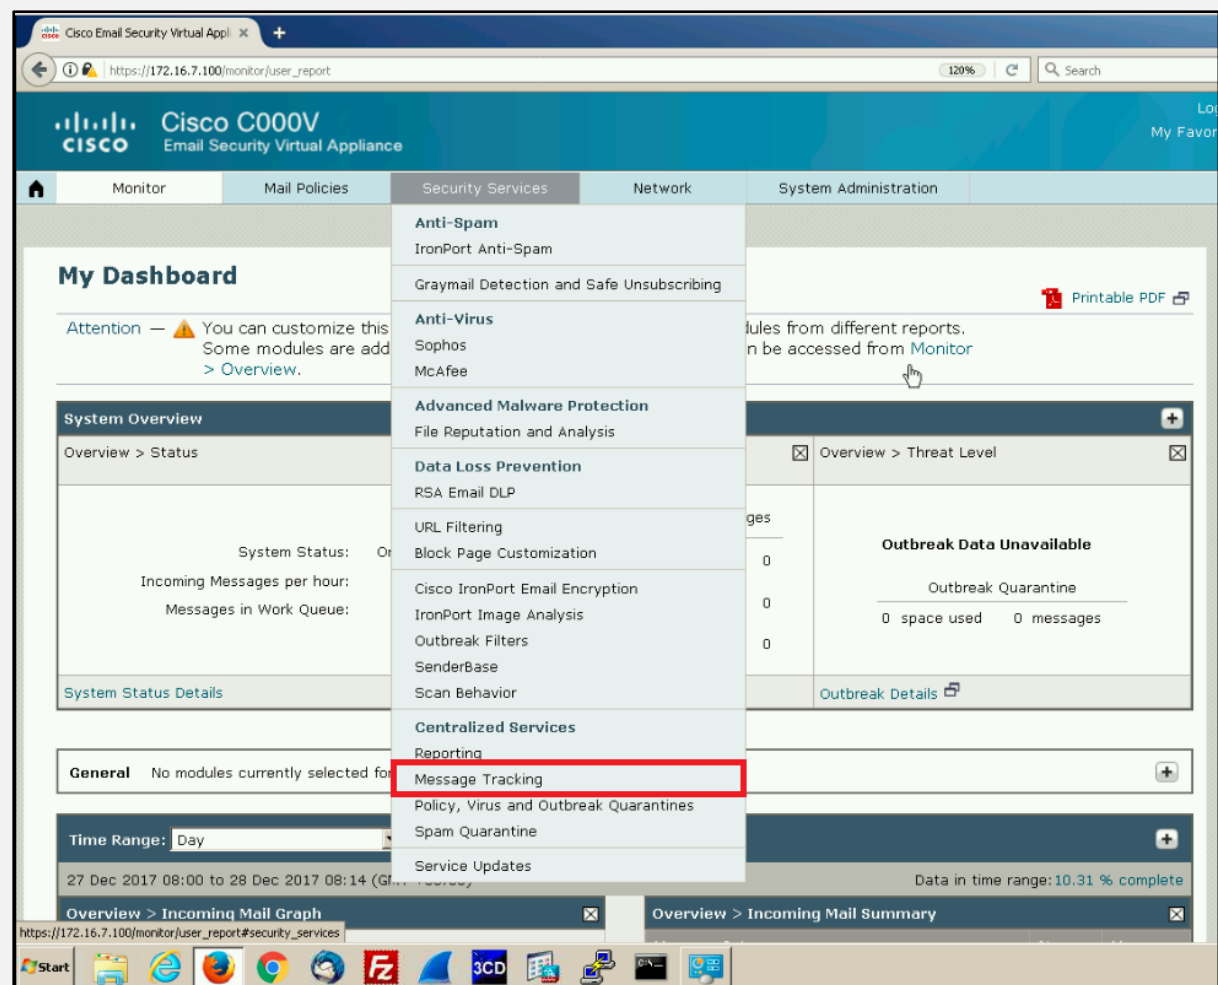 Cisco Email Security Virtual Appli
https://172.16.7.100/monitor/user_report
120%
Search
CISCO
Cisco C000V
Email Security Virtual Appliance
My Favor
Monitor
Mail Policies
Security Services
Network
System Administration
Anti-Spam
IronPort Anti-Spam
Graymail Detection and Safe Unsubscribing
Anti-Virus
Sophos
McAfee
Advanced Malware Protection
File Reputation and Analysis
Data Loss Prevention
RSA Email DLP
URL Filtering
Block Page Customization
Cisco IronPort Email Encryption
IronPort Image Analysis
Outbreak Filters
SenderBase
Scan Behavior
Centralized Services
Reporting
Message Tracking
Policy, Virus and Outbreak Quarantines
Spam Quarantine
Service Updates
My Dashboard
Printable PDF
Attention — You can customize this
Some modules are add
> Overview.
dules from different reports.
n be accessed from Monitor
System Overview
Overview > Status
System Status:
Incoming Messages per hour:
Messages in Work Queue:
System Status Details
ges
0
0
0
Overview > Threat Level
Outbreak Data Unavailable
Outbreak Quarantine
0 space used 0 messages
Outbreak Details
General No modules currently selected for
Time Range: Day
27 Dec 2017 08:00 to 28 Dec 2017 08:14
Data in time range:10.31 % complete
Overview > Incoming Mail Graph
Overview > Incoming Mail Summary
https://172.16.7.100/monitor/user_report#security_services
Start
3CD